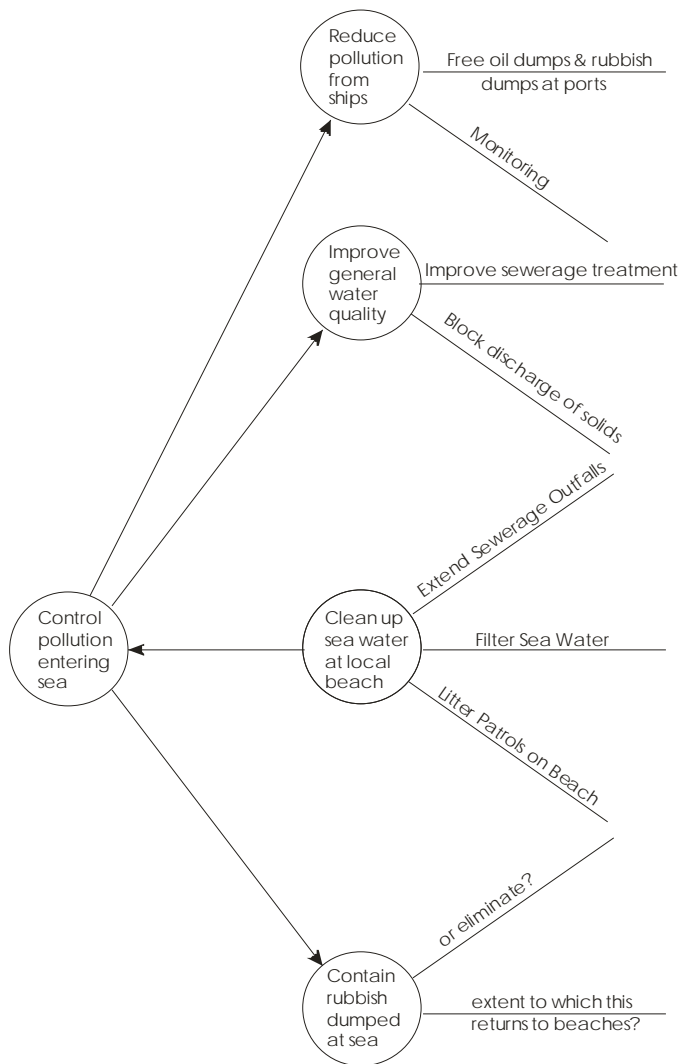 Reduce
pollution
from
ships
Free oil dumps & rubbish
dumps at ports
Monitoring
Improve
general
water
quality
Improve sewerage treatment
Block discharge of solids
Extend Sewerage Outfalls
Control
pollution
entering
sea
Clean up
sea water
at local
beach
Filter Sea Water
Litter Patrols on Beach
or eliminate?
Contain
rubbish
dumped
at sea
extent to which this
returns to beaches?